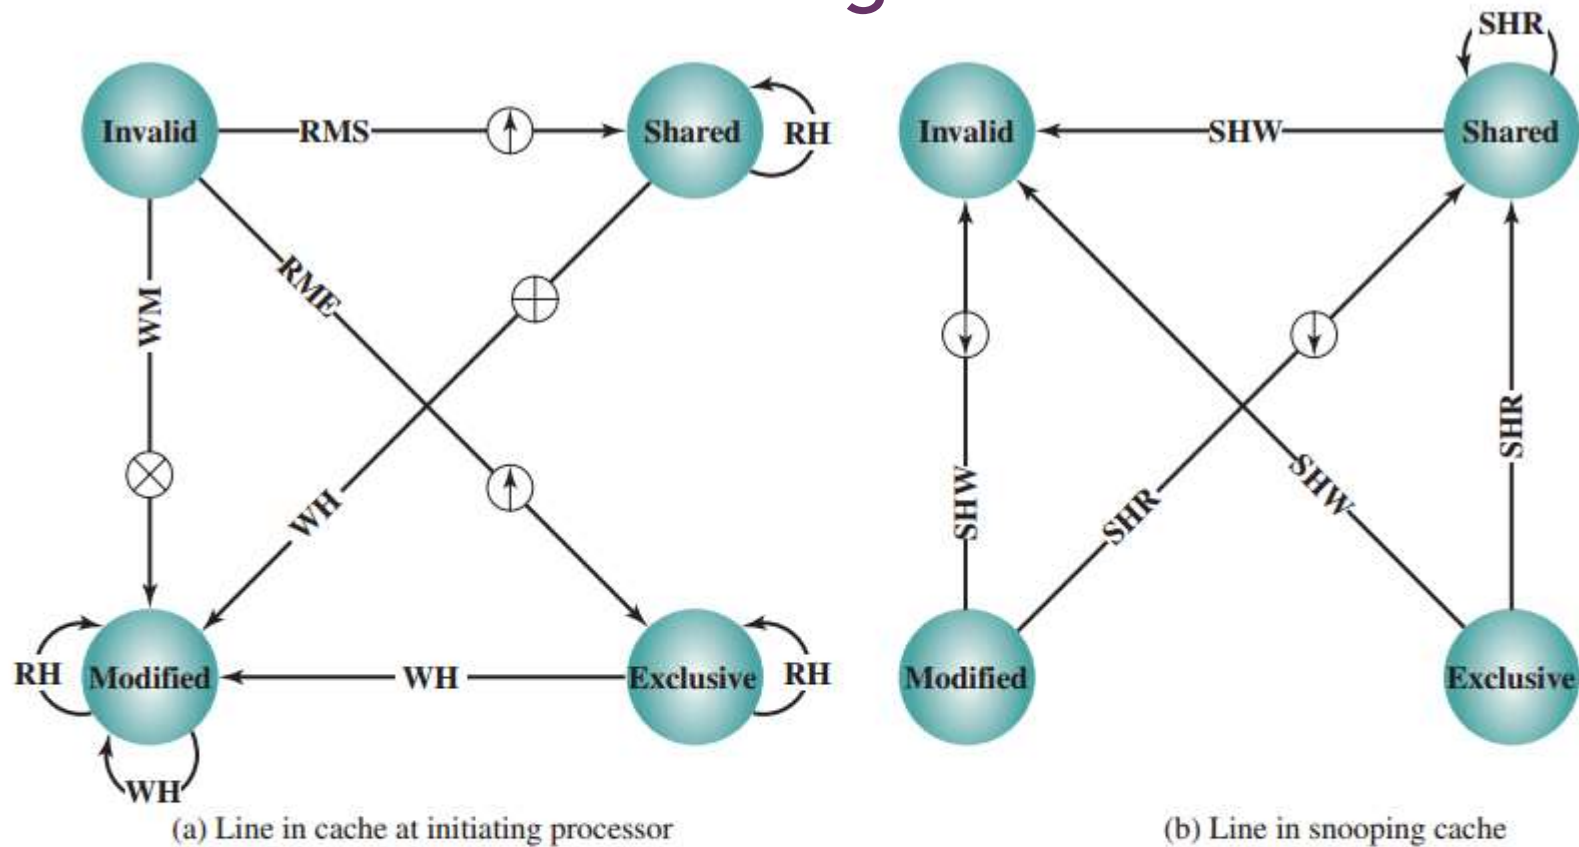 g
SHR
Invalid
RMS
Shared
RH
Invalid
SHW
Shared
WM
RME
WH
SHW
SHR
SHW
SHR
RH
Modified
WH
Exclusive
RH
Modified
Exclusive
WH
(a) Line in cache at initiating processor
(b) Line in snooping cache